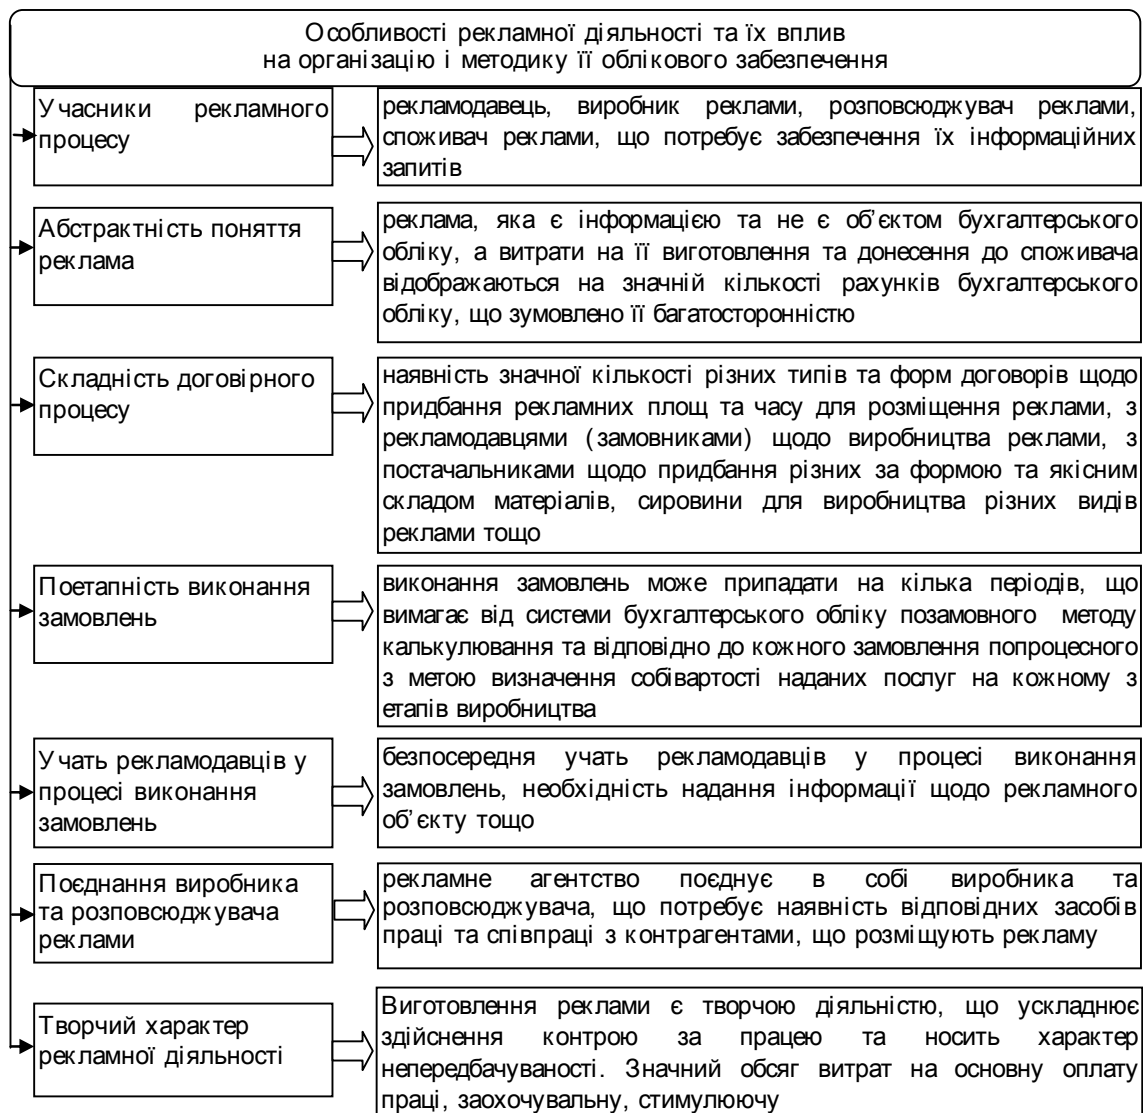 Особливості рекламної діяльності та їх вплив
на організацію і методику її облікового забезпечення
Учасники рекламного
процесу
рекламодавець, виробник реклами, розповсюджувач реклами,
споживач реклами, що потребує забезпечення їх інформаційних
запитів
Абстрактність поняття
реклама
реклама, яка є інформацією та не є об’єктом бухгалтерського
обліку, а витрати на її виготовлення та донесення до споживача
відображаються на значній кількості рахунків бухгалтерського
обліку, що зумовлено її багатосторонністю
Складність договірного
процесу
наявність значної кількості різних типів та форм договорів щодо
придбання рекламних площ та часу для розміщення реклами, з
рекламодавцями (замовниками) щодо виробництва реклами, з
постачальниками щодо придбання різних за формою та якісним
складом матеріалів, сировини для виробництва різних видів
реклами тощо
Поетапність виконання
замовлень
виконання замовлень може припадати на кілька періодів, що
вимагає від системи бухгалтерського обліку позамовного методу
калькулювання та відповідно до кожного замовлення попроцесного
з метою визначення собівартості наданих послуг на кожному з
етапів виробництва
Учать рекламодавців у
процесі виконання
замовлень
безпосередня учать рекламодавців у процесі виконання
замовлень, необхідність надання інформації щодо рекламного
об’єкту тощо
Поєднання виробника
та розповсюджувача
реклами
рекламне агентство поєднує в собі виробника та
розповсюджувача, що потребує наявність відповідних засобів
праці та співпраці з контрагентами, що розміщують рекламу
Творчий характер
рекламної діяльності
Виготовлення реклами є творчою діяльністю, що ускладнює
здійснення контрою за працею та носить характер
непередбачуваності. Значний обсяг витрат на основну оплату
праці, заохочувальну, стимулюючу